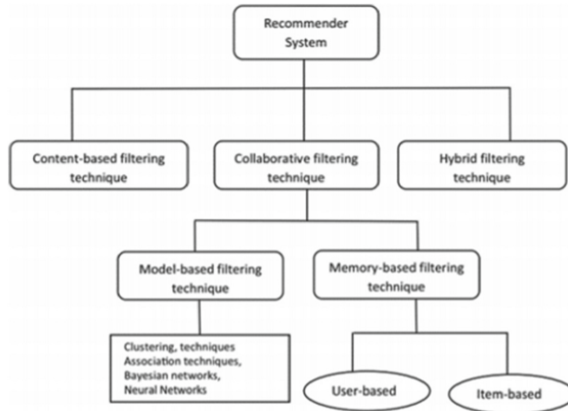 Recommender
System
Content-based filtering
technique
Collaborative filtering
technique
Hybrid filtering
technique
Model-based filtering
technique
Memory-based filtering
technique
Clustering, techniques
Association techniques,
Bayesian networks,
Neural Networks
User-based
Item-based